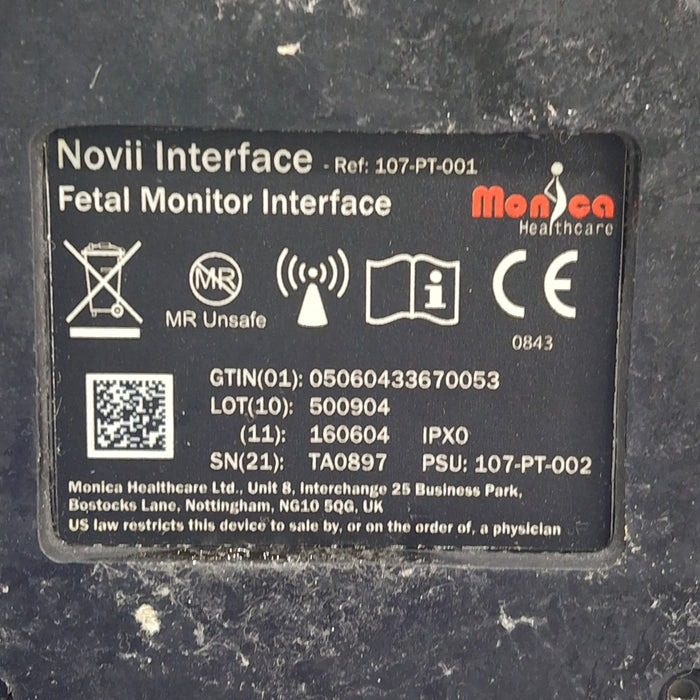 Novii Interface - Ref: 107-PT-001
Fetal Monitor Interface
Monica
Healthcare
MR
MR Unsafe
i
CE
0843
GTIN(01): 05060433670053
LOT(10): 500904
(11): 160604 IPX0
SN(21): TA0897 PSU: 107-PT-002
Monica Healthcare Ltd., Unit 8, Interchange 25 Business Park,
Bostocks Lane, Nottingham, NG10 5QG, UK
US law restricts this device to sale by, or on the order of, a physician